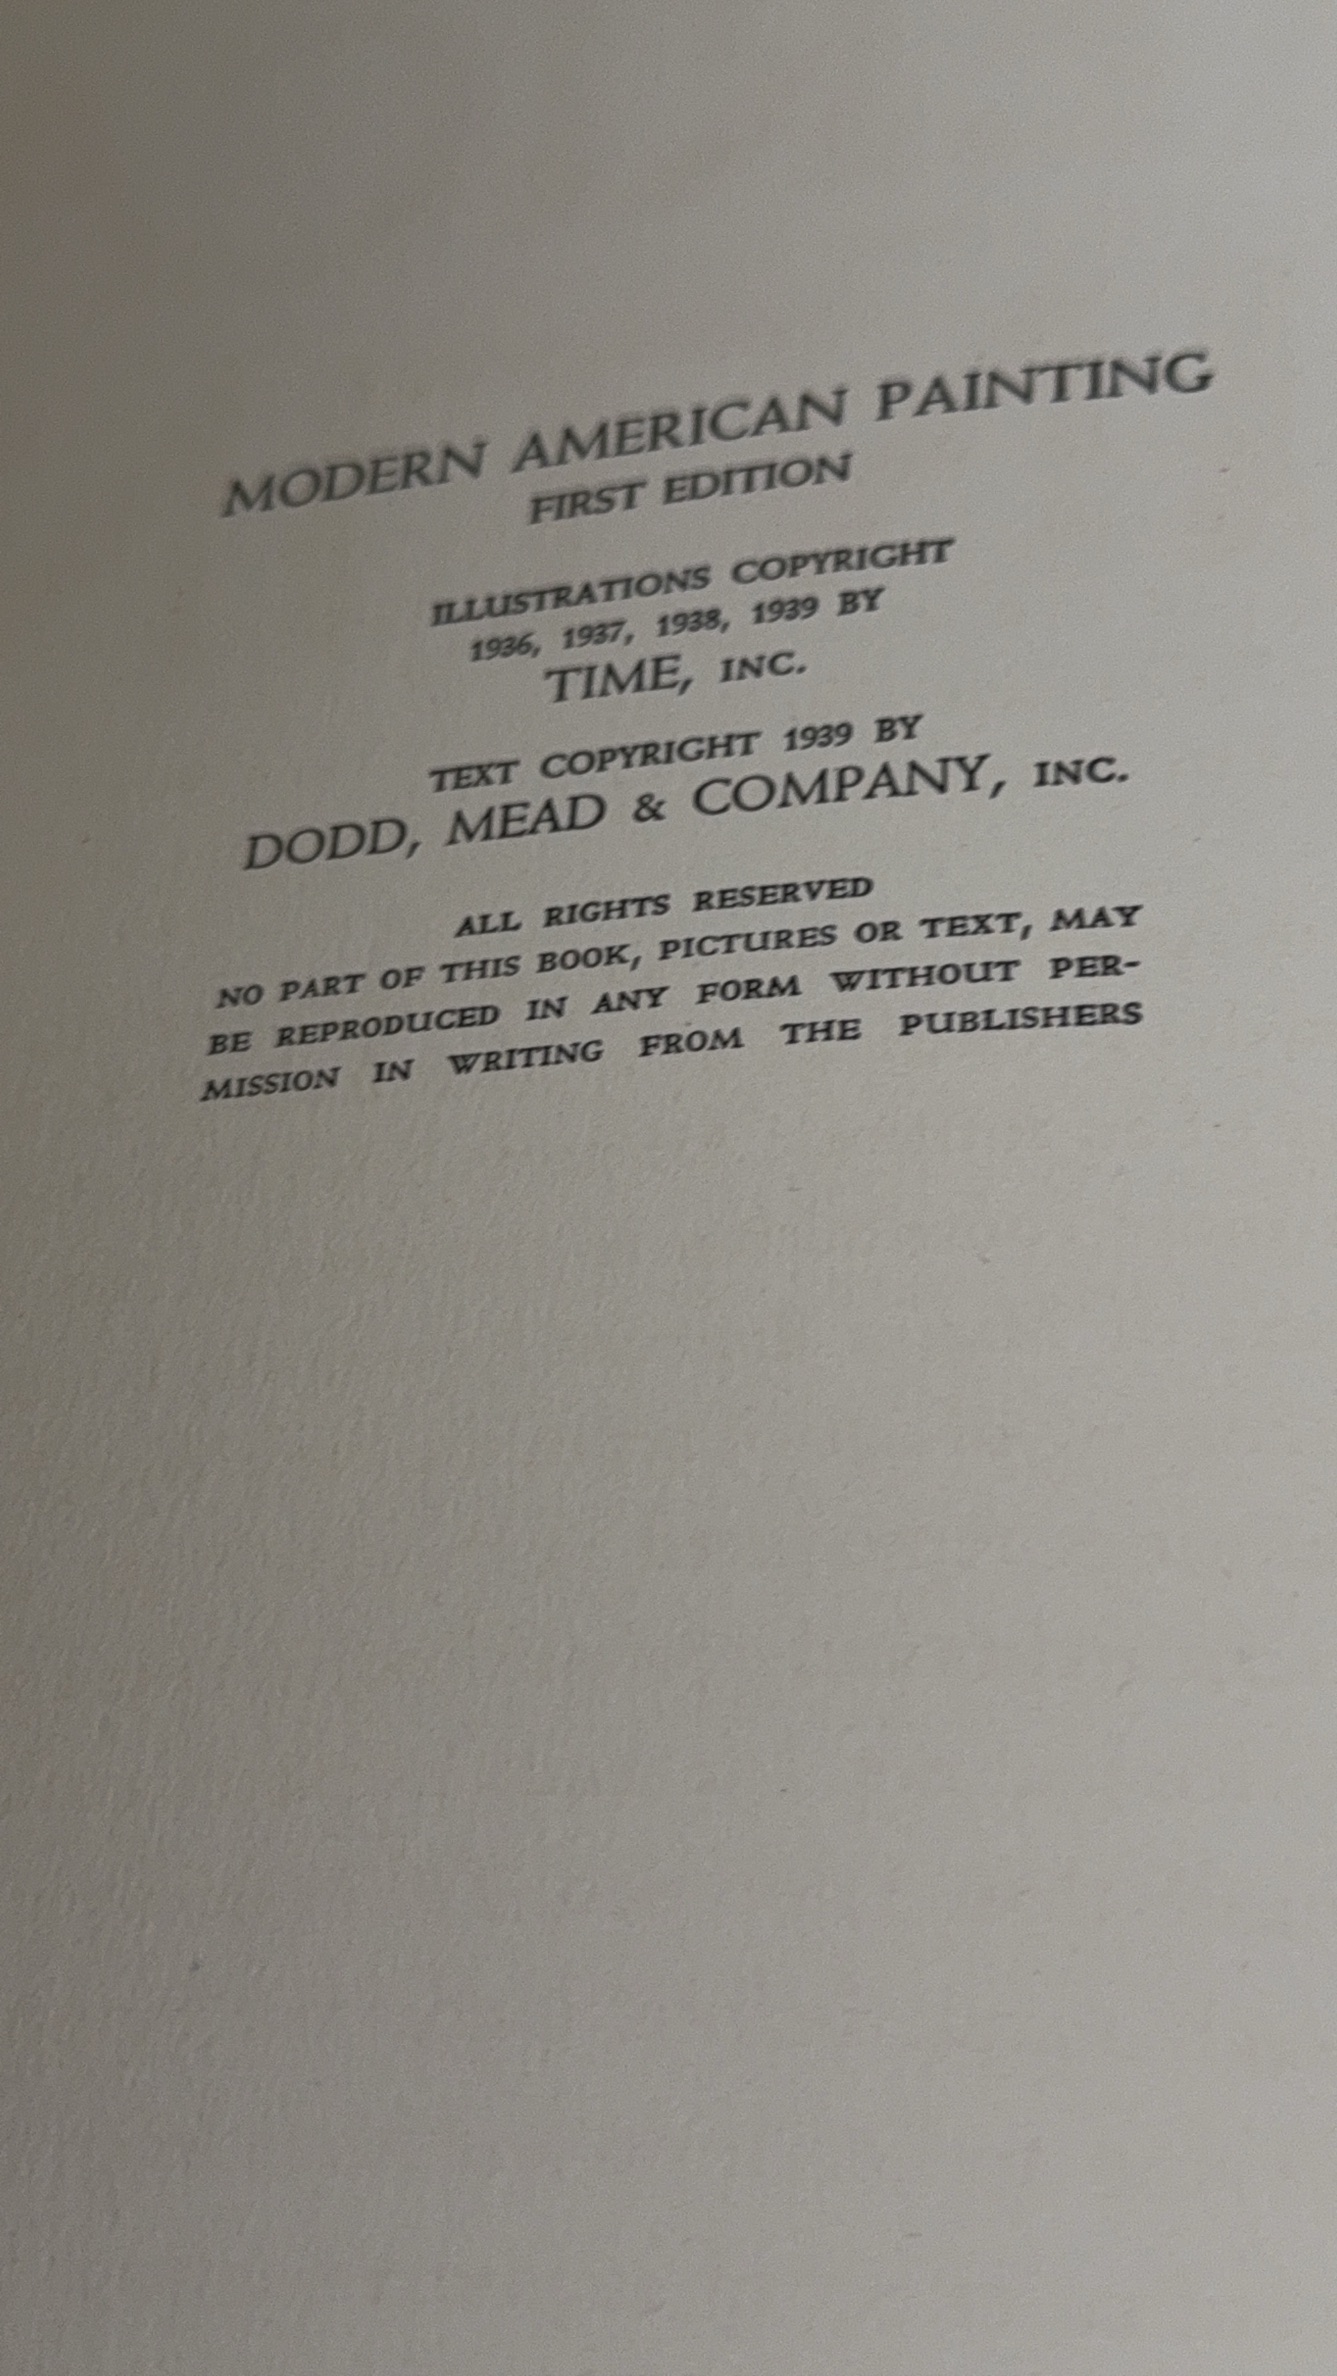 MODERN AMERICAN PAINTING
FIRST EDITION
ILLUSTRATIONS COPYRIGHT
1936, 1937, 1938, 1939 BY
TIME, INC.
TEXT COPYRIGHT 1939 BY
DODD, MEAD & COMPANY, INC.
ALL RIGHTS RESERVED
NO PART OF THIS BOOK, PICTURES OR TEXT, MAY
BE REPRODUCED IN ANY FORM WITHOUT PER-
MISSION IN WRITING FROM THE PUBLISHERS